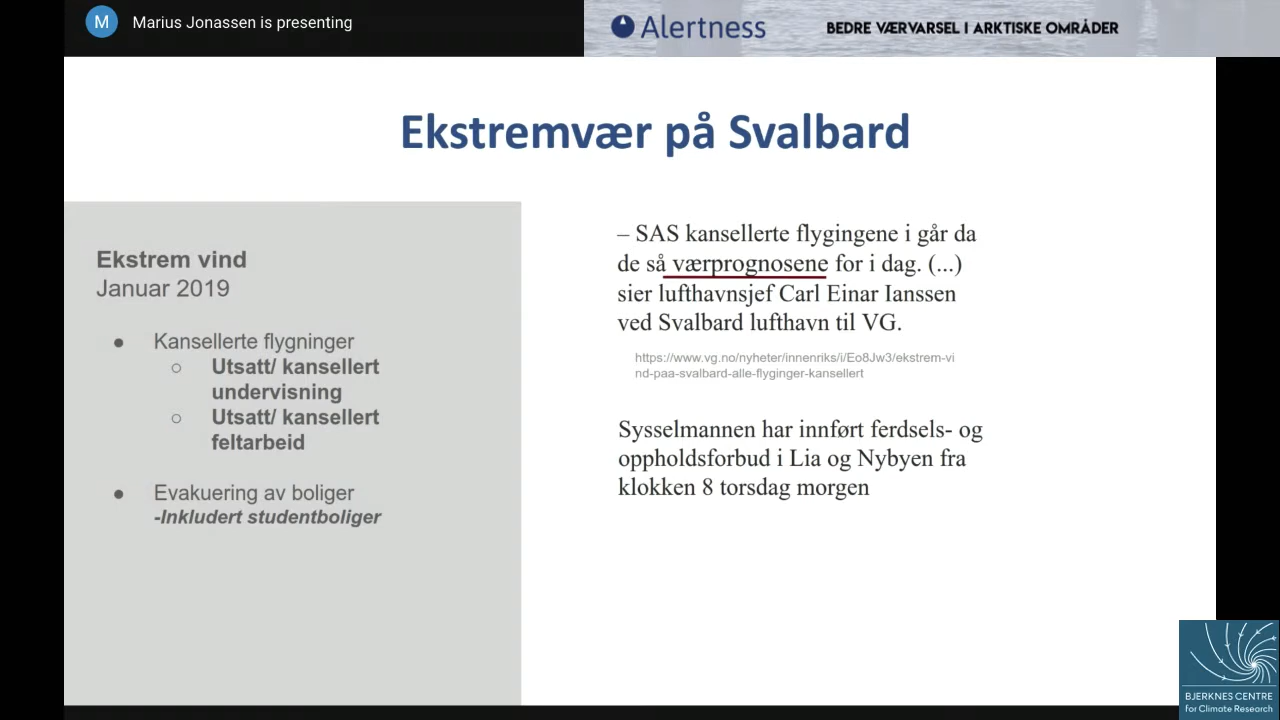 M Marius Jonassen is presenting
Alertness
BEDRE VÆRVARSEL I ARKTISKE OMRÅDER
Ekstremvær på Svalbard
Ekstrem vind
Januar 2019
● Kansellerte flygninger
○ Utsatt/ kansellert
undervisning
○ Utsatt/ kansellert
feltarbeid
● Evakuering av boliger
-Inkludert studentboliger
– SAS kansellerte flygingene i går da
de så værprognosene for i dag. (...)
sier lufthavnsjef Carl Einar Ianssen
ved Svalbard lufthavn til VG.
https://www.vg.no/nyheter/innenriks/i/Eo8Jw3/ekstrem-vi
nd-paa-svalbard-alle-flyginger-kansellert
Sysselmannen har innført ferdsels- og
oppholdsforbud i Lia og Nybyen fra
klokken 8 torsdag morgen
BJERKNES CENTRE
for Climate Research